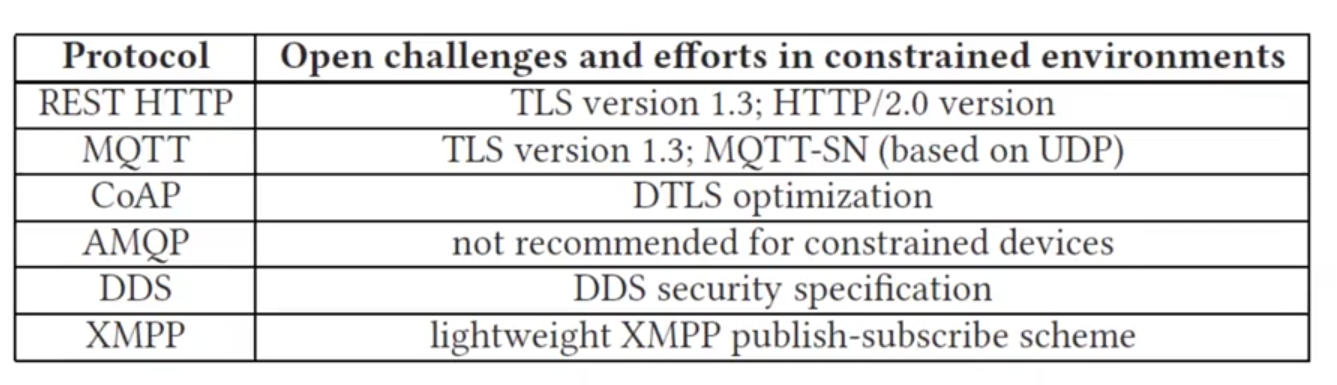 Protocol Open challenges and efforts in constrained environments
REST HTTP TLS version 1.3; HTTP/2.0 version
MQTT TLS version 1.3; MQTT-SN (based on UDP)
CoAP DTLS optimization
AMQP not recommended for constrained devices
DDS DDS security specification
XMPP lightweight XMPP publish-subscribe scheme